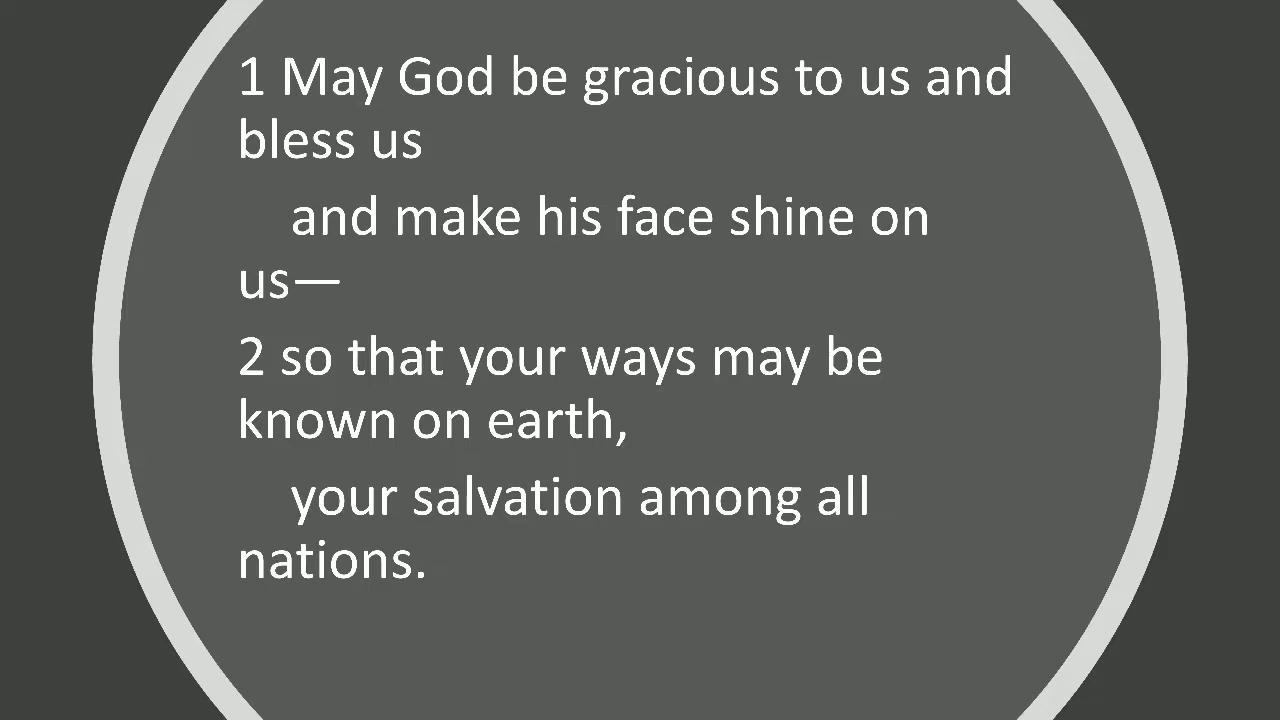 1 May God be gracious to us and
bless us
and make his face shine on
us—
2 so that your ways may be
known on earth,
your salvation among all
nations.